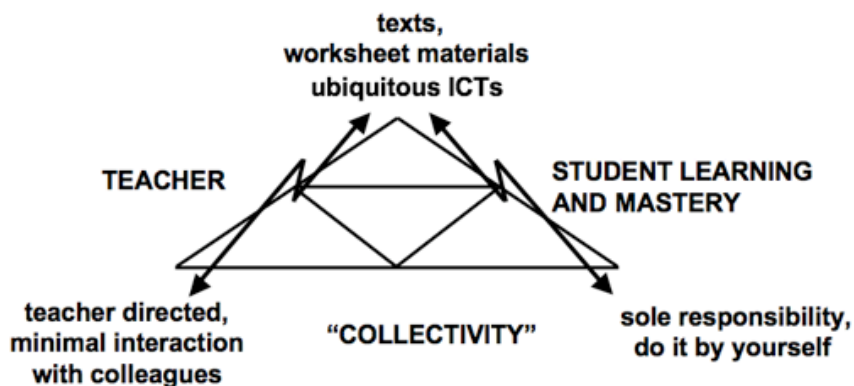 texts,
worksheet materials
ubiquitous ICTs
TEACHER
STUDENT LEARNING
AND MASTERY
teacher directed,
minimal interaction
with colleagues
“COLLECTIVITY”
sole responsibility,
do it by yourself